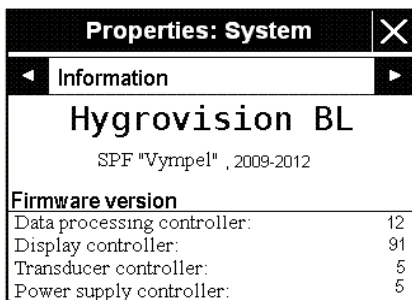 Properties: System
Information
Hygrovision BL
SPF "Vympel" , 2009-2012
Firmware version
Data processing controller: 12
Display controller: 91
Transducer controller: 5
Power supply controller: 5